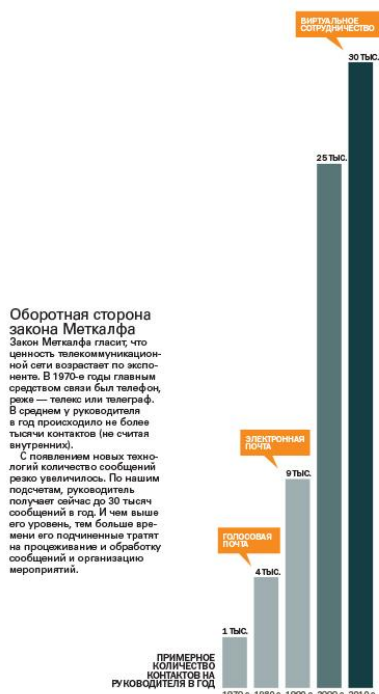 ВИРТУАЛЬНОЕ
СОТРУДНИЧЕСТВО
30 ТЫС.
25 ТЫС.
Оборотная сторона
закона Меткалфа
Закон Меткалфа гласит, что
ценность телекоммуникацион-
ной сети возрастает по экспо-
ненте. В 1970-е годы главным
средством связи был телефон,
реже — телекс или телеграф.
В среднем у руководителя
в год происходило не более
тысячи контактов (не считая
внутренних).
С появлением новых техно-
логий количество сообщений
резко увеличилось. По нашим
подсчетам, руководитель
получает сейчас до 30 тысяч
сообщений в год. И чем выше
его уровень, тем больше вре-
мени его подчиненные тратят
на процеживание и обработку
сообщений и организацию
мероприятий.
ЭЛЕКТРОННАЯ
ПОЧТА
9 ТЫС.
ГОЛОСОВАЯ
ПОЧТА
4 ТЫС.
1 ТЫС.
ПРИМЕРНОЕ
КОЛИЧЕСТВО
КОНТАКТОВ НА
РУКОВОДИТЕЛЯ В ГОД